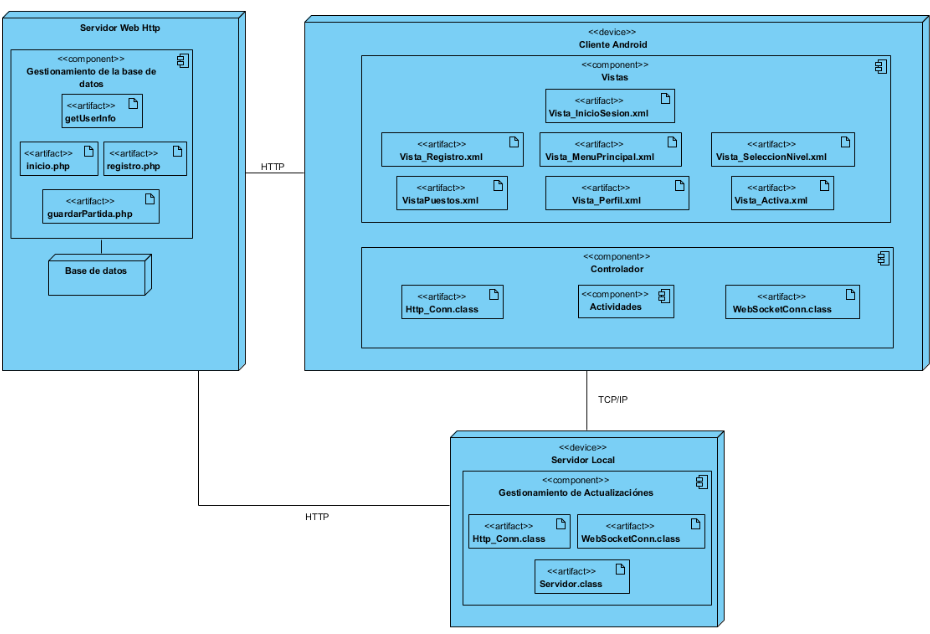 Servidor Web Http
<<component>>
Gestionamiento de la base de
datos
<<artifact>>
getUserInfo
<<artifact>>
inicio.php
<<artifact>>
registro.php
<<artifact>>
guardarPartida.php
Base de datos
HTTP
<<device>>
Cliente Android
<<component>>
Vistas
<<artifact>>
Vista_InicioSesion.xml
<<artifact>>
Vista_Registro.xml
<<artifact>>
Vista_MenuPrincipal.xml
<<artifact>>
Vista_SeleccionNivel.xml
<<artifact>>
VistaPuestos.xml
<<artifact>>
Vista_Perfil.xml
<<artifact>>
Vista_Activa.xml
<<component>>
Controlador
<<artifact>>
Http_Conn.class
<<component>>
Actividades
<<artifact>>
WebSocketConn.class
TCP/IP
HTTP
<<device>>
Servidor Local
<<component>>
Gestionamiento de Actualizaciónes
<<artifact>>
Http_Conn.class
<<artifact>>
WebSocketConn.class
<<artifact>>
Servidor.class